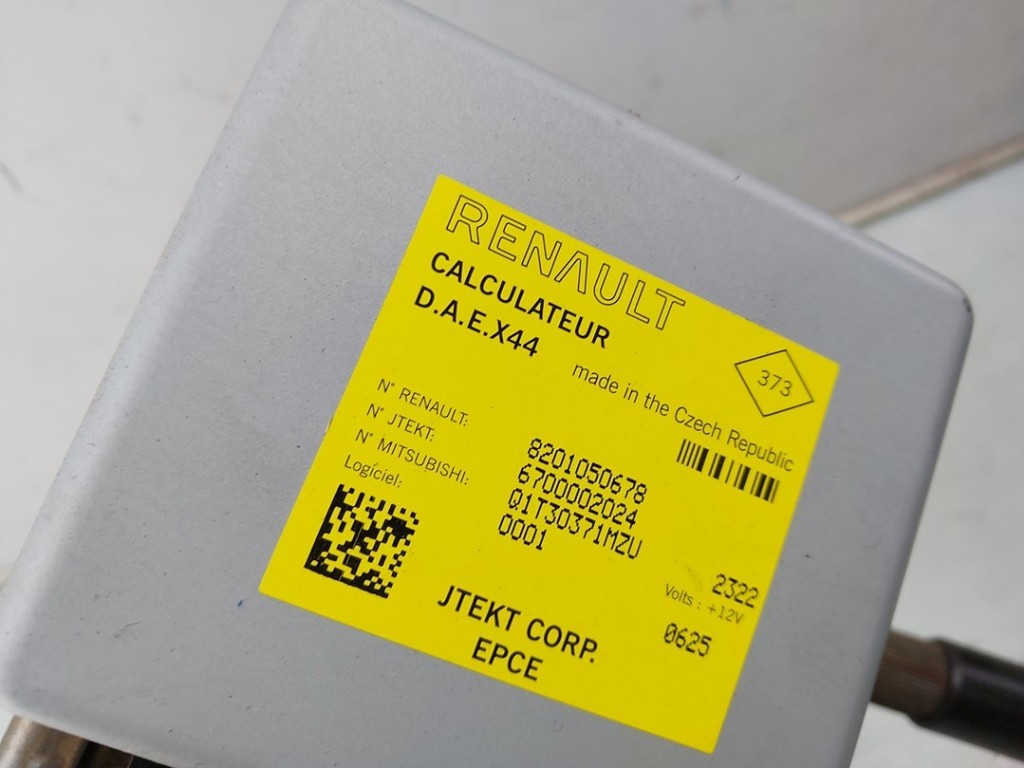 RENAULT
CALCULATEUR
D.A.E.X44
373
made in the Czech Republic
N° RENAULT: 8201050678
N° JTEKT: 6700002024
N° MITSUBISHI: Q1T30371MZU
Logíciel: 0001
2322
Volts : +12V
0625
JTEKT CORP.
EPCE